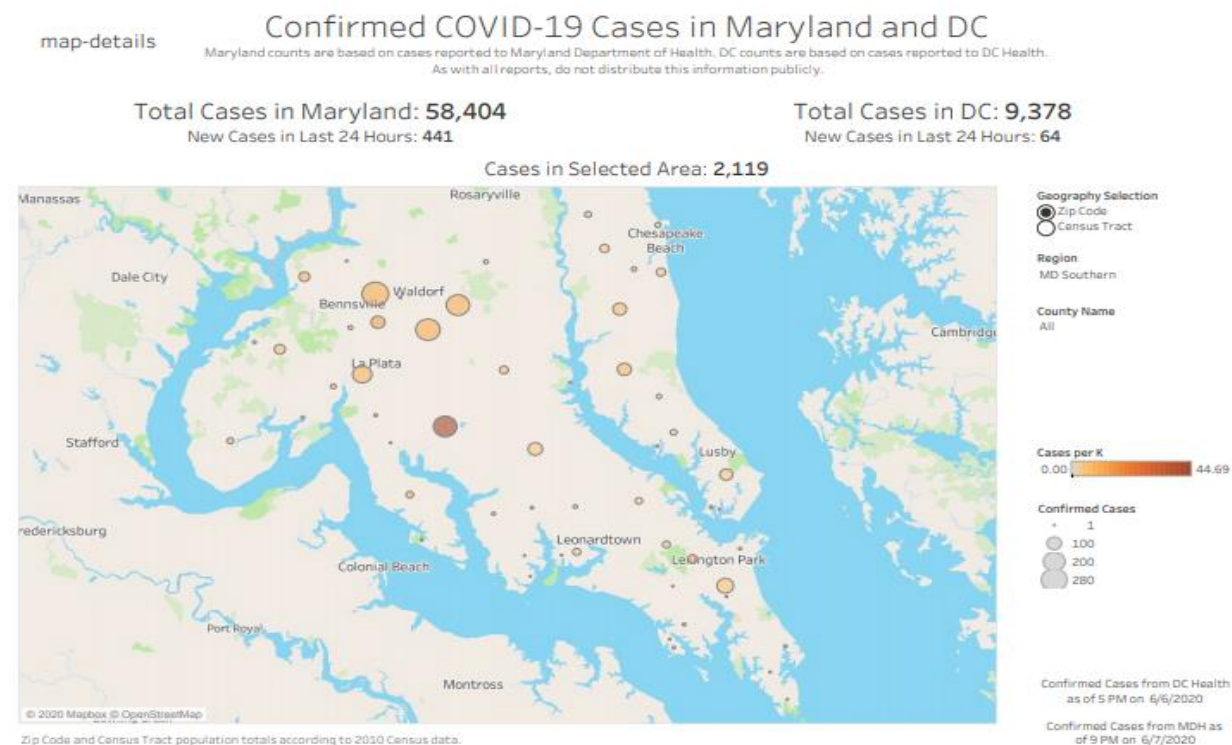 map-details
Confirmed COVID-19 Cases in Maryland and DC
Maryland counts are based on cases reported to Maryland Department of Health. DC counts are based on cases reported to DC Health.
As with all reports, do not distribute this information publicly.
Total Cases in Maryland: 58,404
New Cases in Last 24 Hours: 441
Total Cases in DC: 9,378
New Cases in Last 24 Hours: 64
Cases in Selected Area: 2,119
Manassas
Rosaryville
Chesapeake
Beach
Dale City
Waldorf
Bennsville
Cambridge
La Plata
Stafford
Lusby
redericksburg
Leonardtown
Lexington Park
Colonial Beach
Port Royal
Montross
© 2020 Mapbox © OpenStreetMap
Geography Selection
Zip Code
Census Tract
Region
MD Southern
County Name
All
Cases per K
0.00 44.69
Confirmed Cases
1
100
200
280
Confirmed Cases from DC Health
as of 5 PM on 6/6/2020
Confirmed Cases from MDH as
of 9 PM on 6/7/2020
Zip Code and Census Tract population totals according to 2010 Census data.